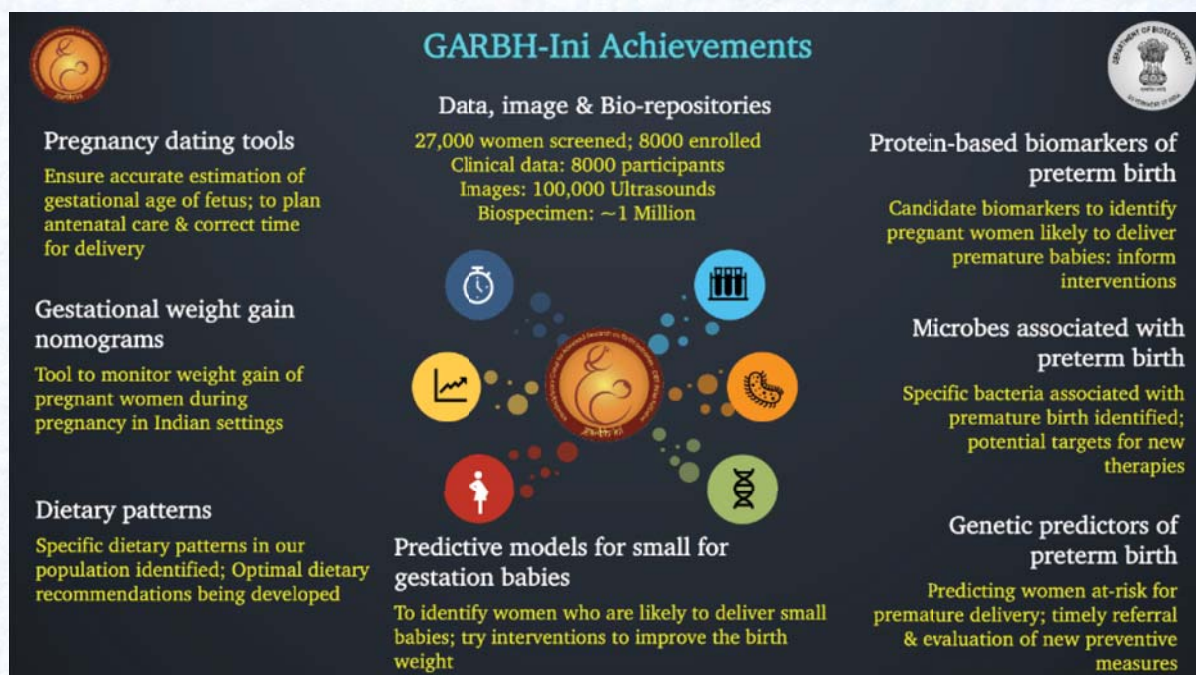 GARBH-Ini Achievements
DEPARTMENT OF BIOTECHNOLOGY
GOVERNMENT OF INDIA
Data, image & Bio-repositories
27,000 women screened; 8000 enrolled
Clinical data: 8000 participants
Images: 100,000 Ultrasounds
Biospecimen: ~1 Million
Pregnancy dating tools
Ensure accurate estimation of
gestational age of fetus; to plan
antenatal care & correct time
for delivery
Gestational weight gain
nomograms
Tool to monitor weight gain of
pregnant women during
pregnancy in Indian settings
Dietary patterns
Specific dietary patterns in our
population identified; Optimal dietary
recommendations being developed
Predictive models for small for
gestation babies
To identify women who are likely to deliver small
babies; try interventions to improve the birth
weight
Protein-based biomarkers of
preterm birth
Candidate biomarkers to identify
pregnant women likely to deliver
premature babies: inform
interventions
Microbes associated with
preterm birth
Specific bacteria associated with
premature birth identified;
potential targets for new
therapies
Genetic predictors of
preterm birth
Predicting women at-risk for
premature delivery; timely referral
& evaluation of new preventive
measures